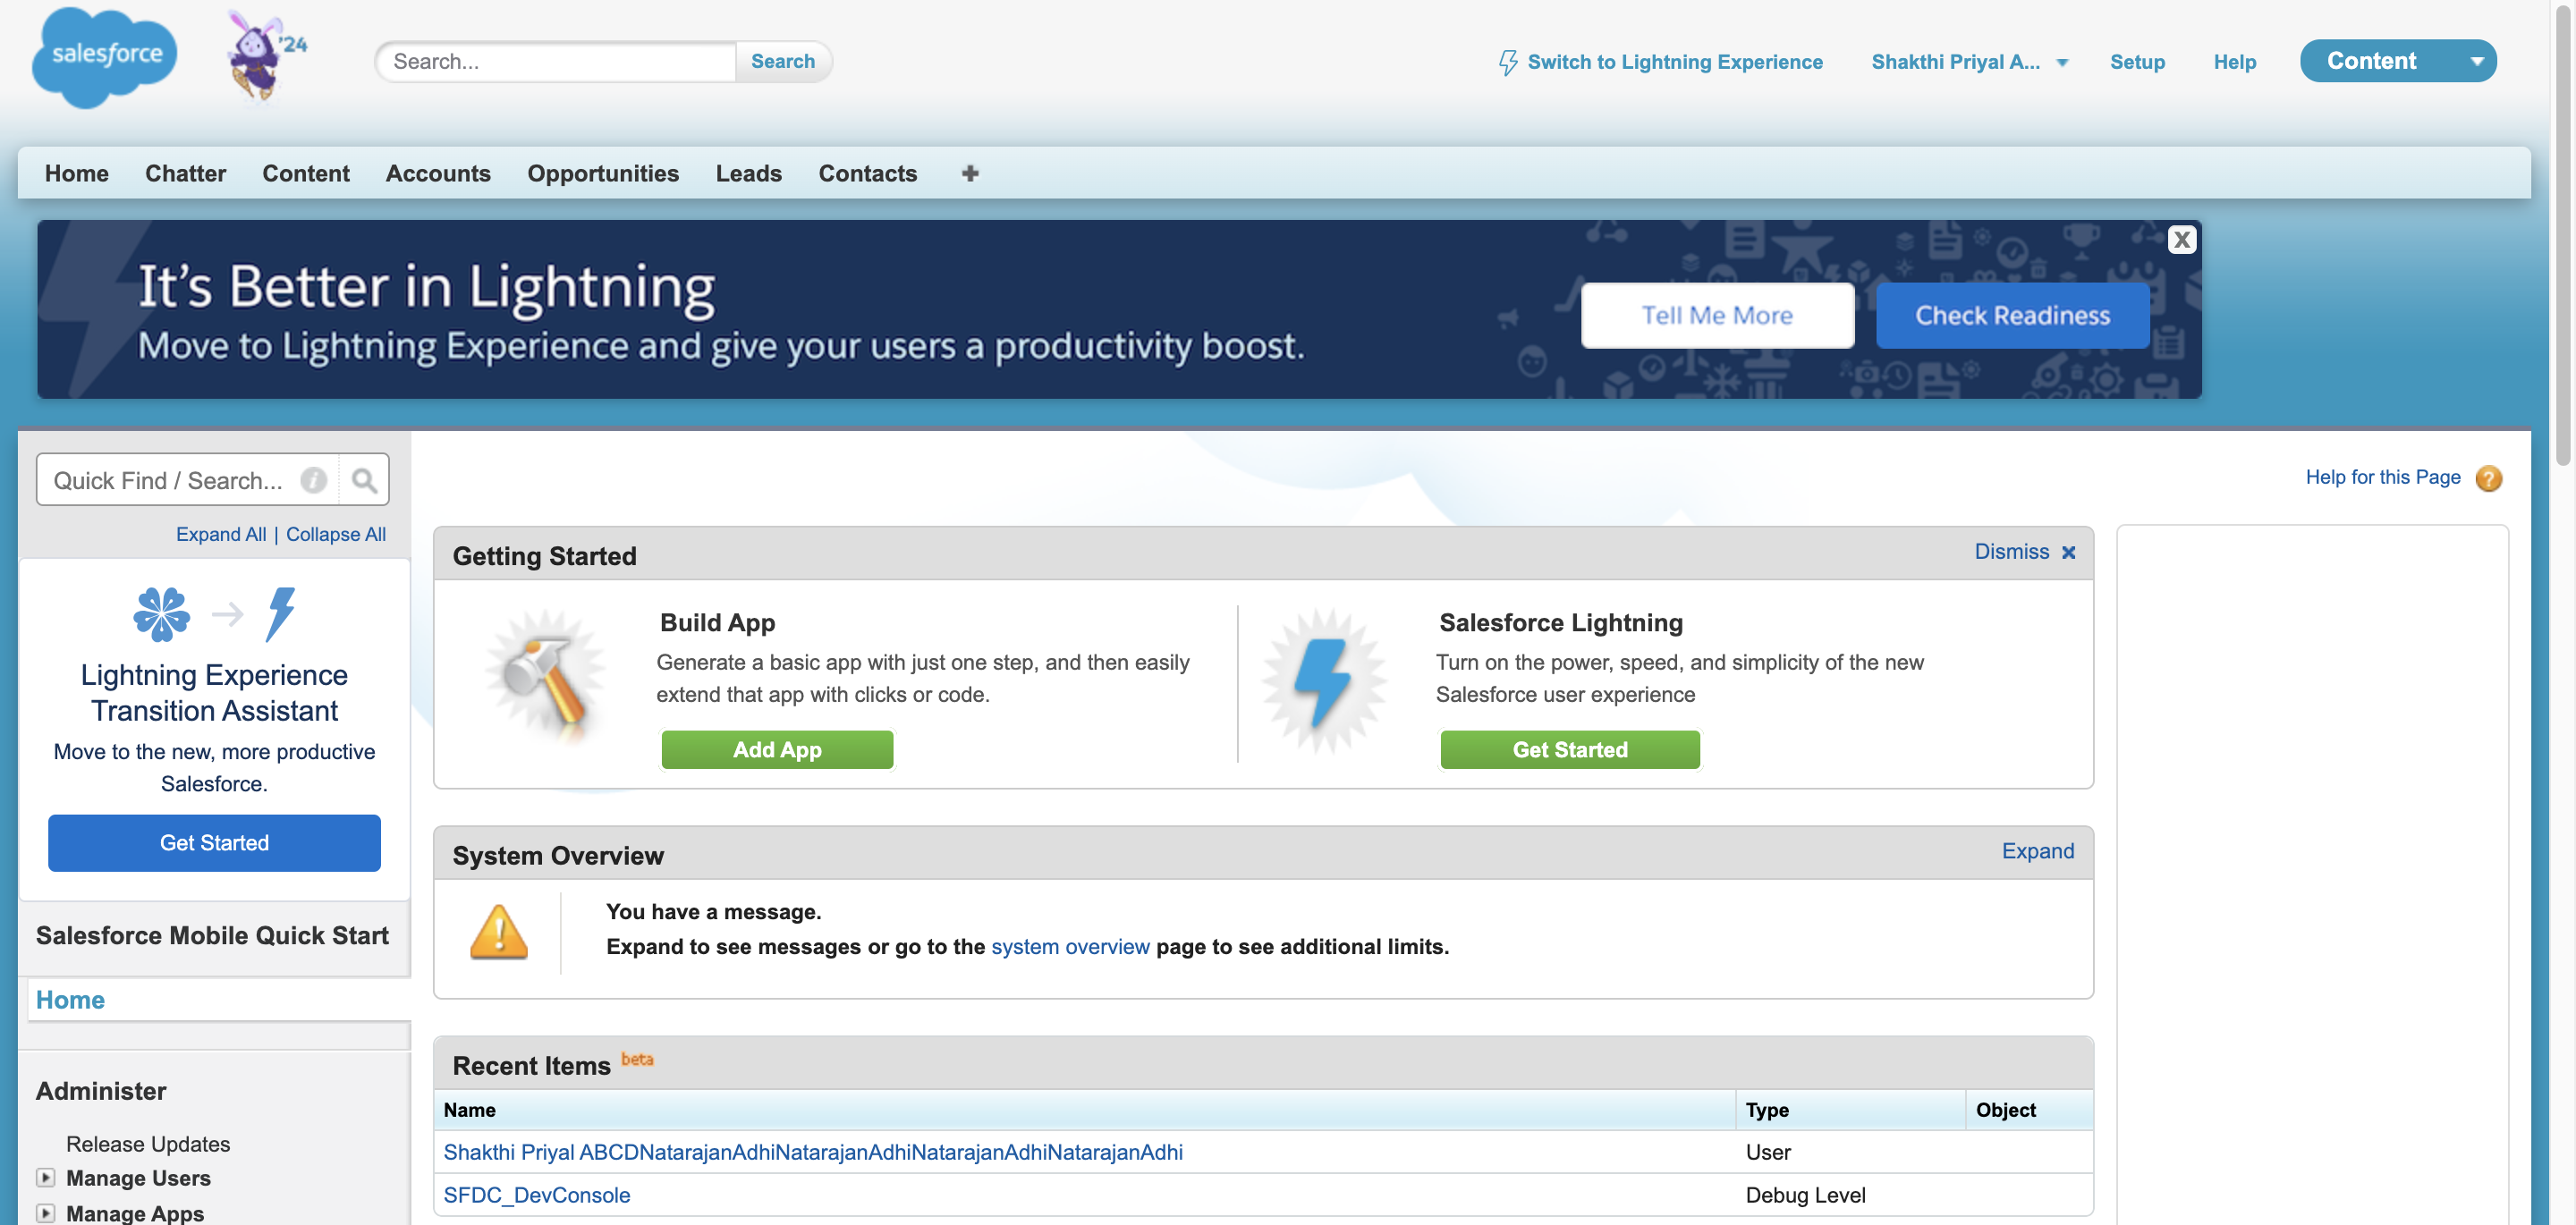 salesforce
'24
Search...
Search
Switch to Lightning Experience
Shakthi Priyal A...
Setup
Help
Content
Home
Chatter
Content
Accounts
Opportunities
Leads
Contacts
It's Better in Lightning
Move to Lightning Experience and give your users a productivity boost.
Tell Me More
Check Readiness
X
Quick Find / Search...
Expand All | Collapse All
Lightning Experience
Transition Assistant
Move to the new, more productive
Salesforce.
Get Started
Salesforce Mobile Quick Start
Home
Administer
Release Updates
Manage Users
Manage Apps
Help for this Page
Getting Started
Dismiss
Build App
Generate a basic app with just one step, and then easily
extend that app with clicks or code.
Add App
Salesforce Lightning
Turn on the power, speed, and simplicity of the new
Salesforce user experience
Get Started
System Overview
Expand
You have a message.
Expand to see messages or go to the system overview page to see additional limits.
Recent Items beta
Name
Type
Object
Shakthi Priyal ABCDNatarajanAdhiNatarajanAdhiNatarajanAdhiNatarajanAdhi
User
SFDC_DevConsole
Debug Level